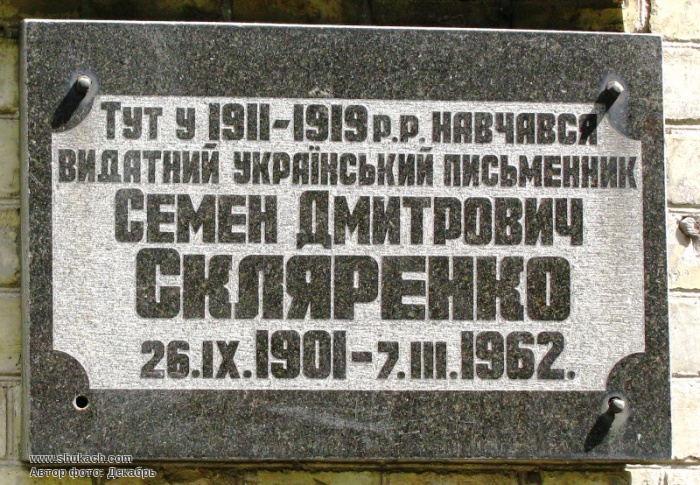 Тут у 1911-1919 р.р. навчався
видатний український письменник
Семен Дмитрович
Скляренко
26.IX.1901-7.III.1962.
www.shukach.com
Автор фото: Декабрь